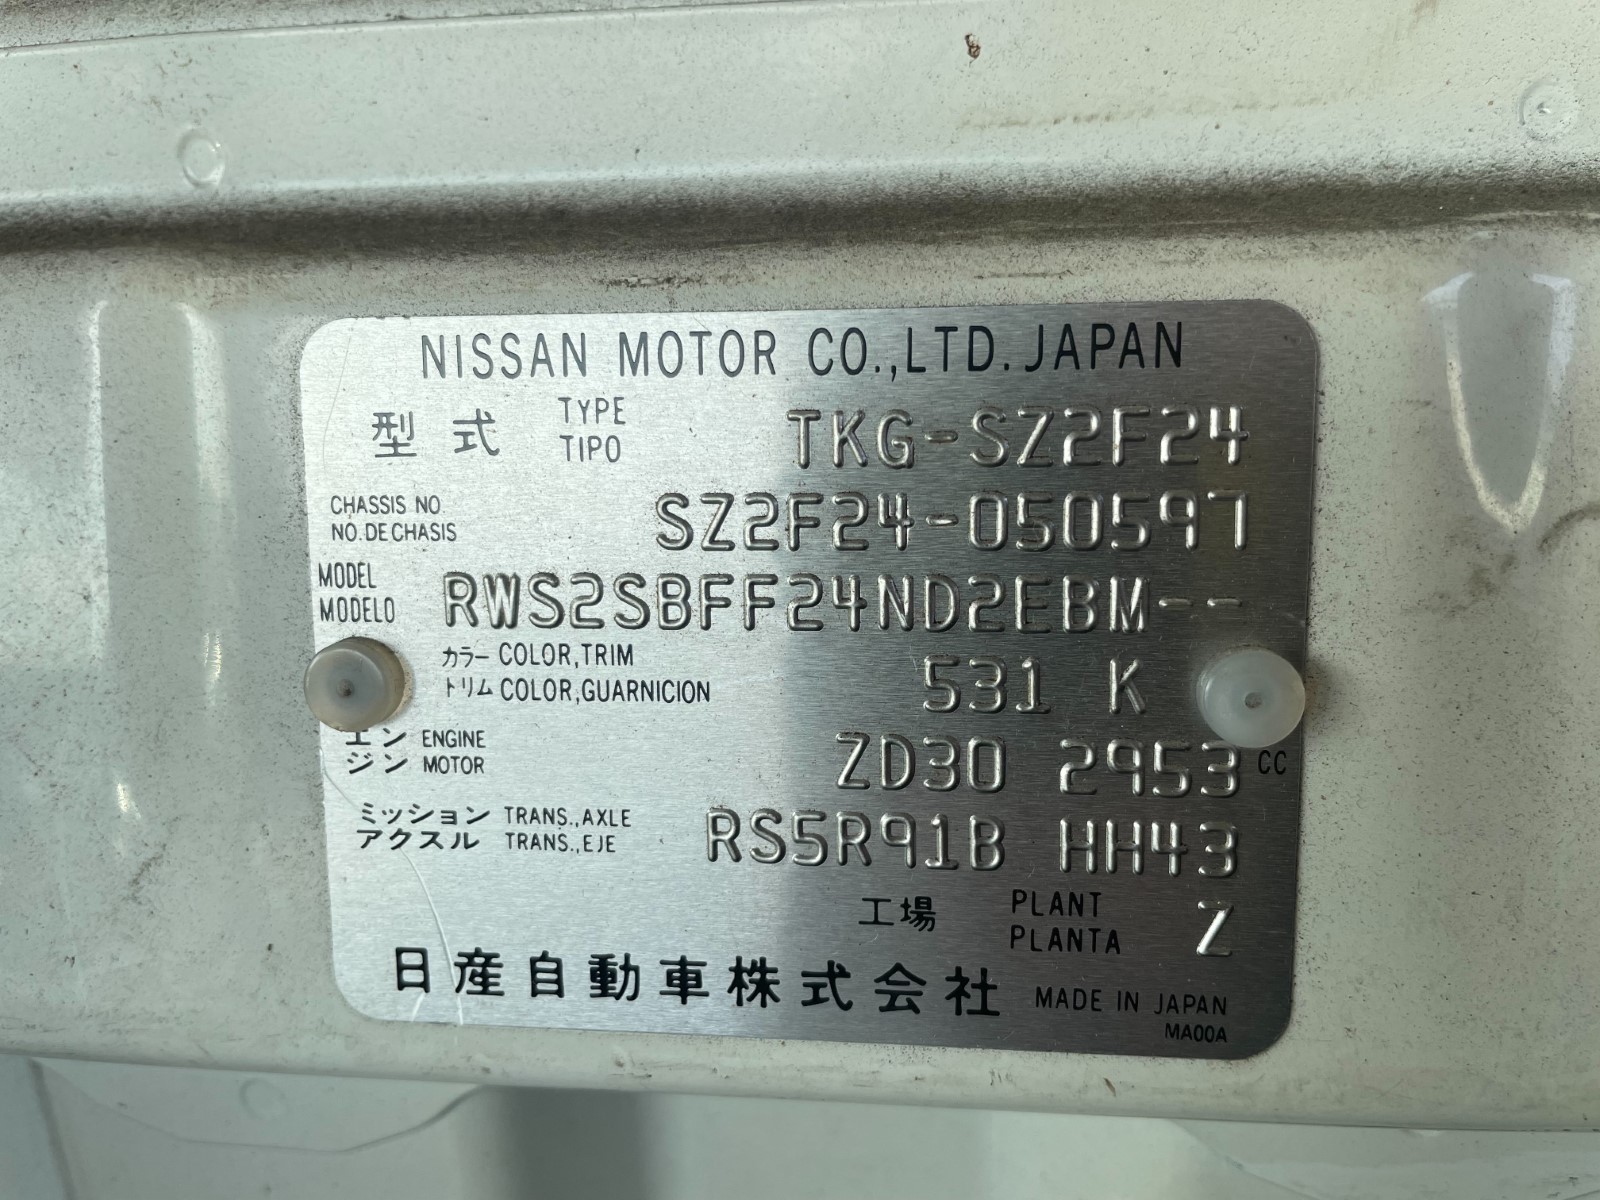 NISSAN MOTOR CO.,LTD. JAPAN
型式 TYPE TKG-SZ2F24
TIPO
CHASSIS NO SZ2F24-050597
NO. DE CHASIS
MODEL RWS2SBFF24ND2EBM--
MODELO
カラー COLOR,TRIM 531 K
トリム COLOR,GUARNICION
エン ENGINE ZD30 2953 CC
ジン MOTOR
ミッション TRANS.,AXLE RS5R91B HH43
アクスル TRANS.,EJE
工場 PLANT Z
PLANTA
日産自動車株式会社 MADE IN JAPAN
MA00A